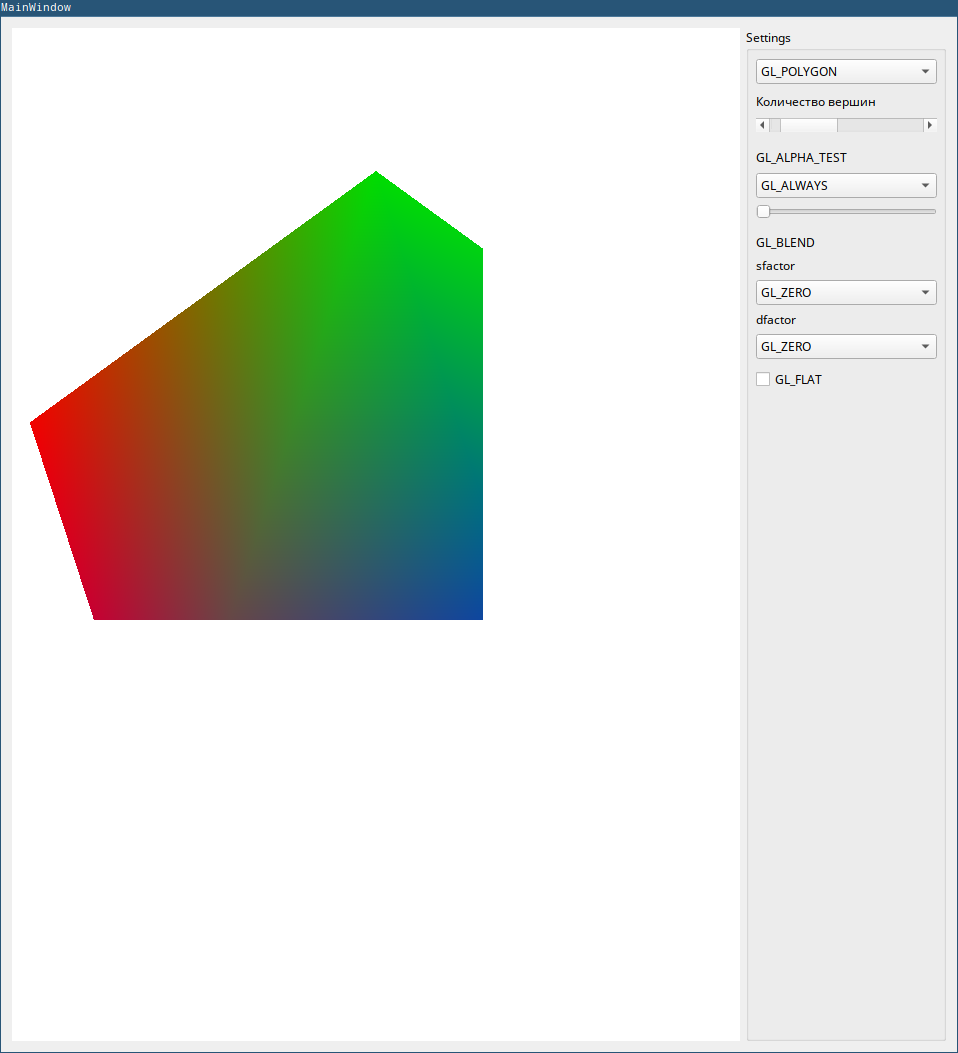 MainWindow
Settings
GL_POLYGON
Количество вершин
GL_ALPHA_TEST
GL_ALWAYS
GL_BLEND
sfactor
GL_ZERO
dfactor
GL_ZERO
GL_FLAT